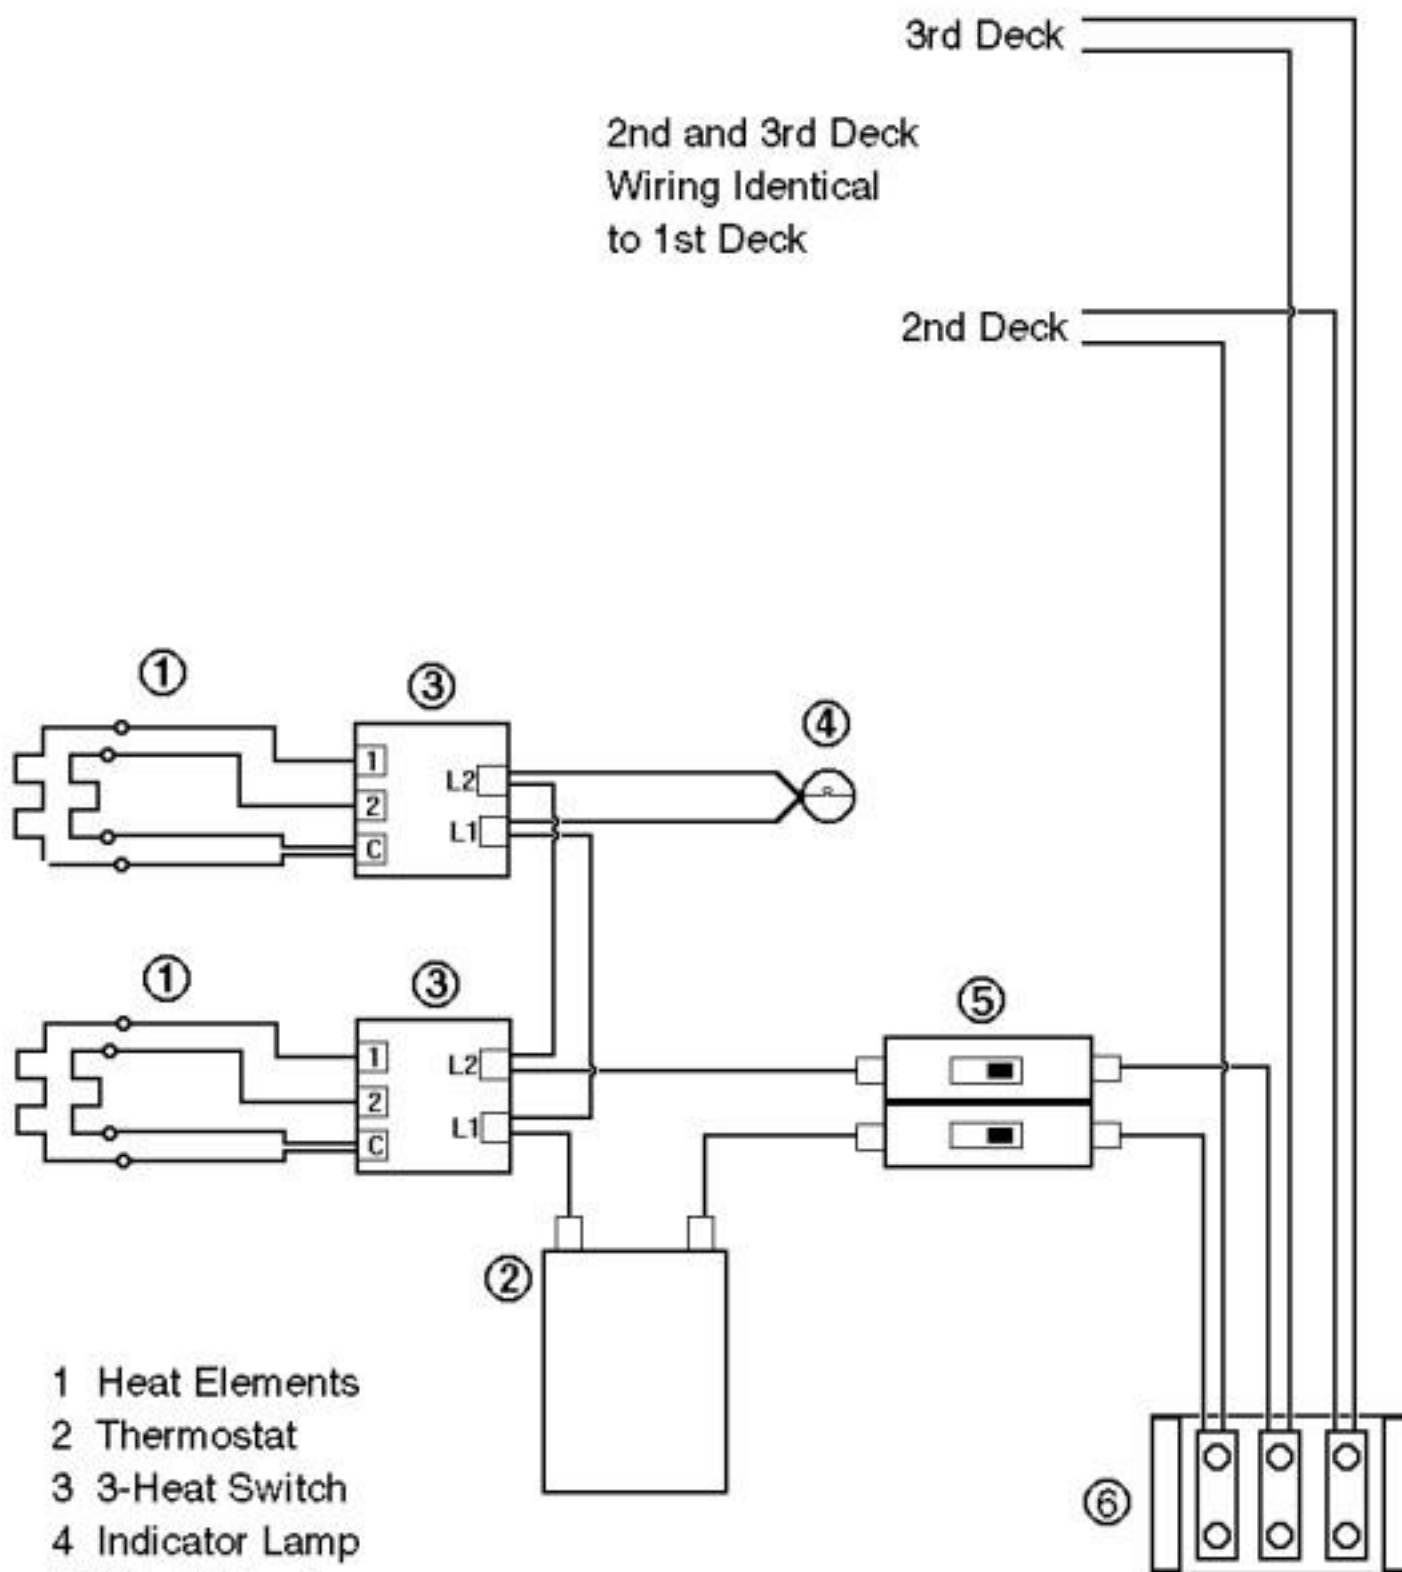 3rd Deck
2nd and 3rd Deck
Wiring Identical
to 1st Deck
2nd Deck
1
3
4
1
2
C
L2
L1
R
1
3
5
1
2
C
L2
L1
2
6
1 Heat Elements
2 Thermostat
3 3-Heat Switch
4 Indicator Lamp